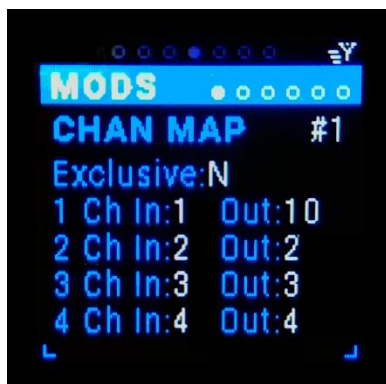 MODS
CHAN MAP #1
Exclusive:N
1 Ch In:1 Out:10
2 Ch In:2 Out:2
3 Ch In:3 Out:3
4 Ch In:4 Out:4